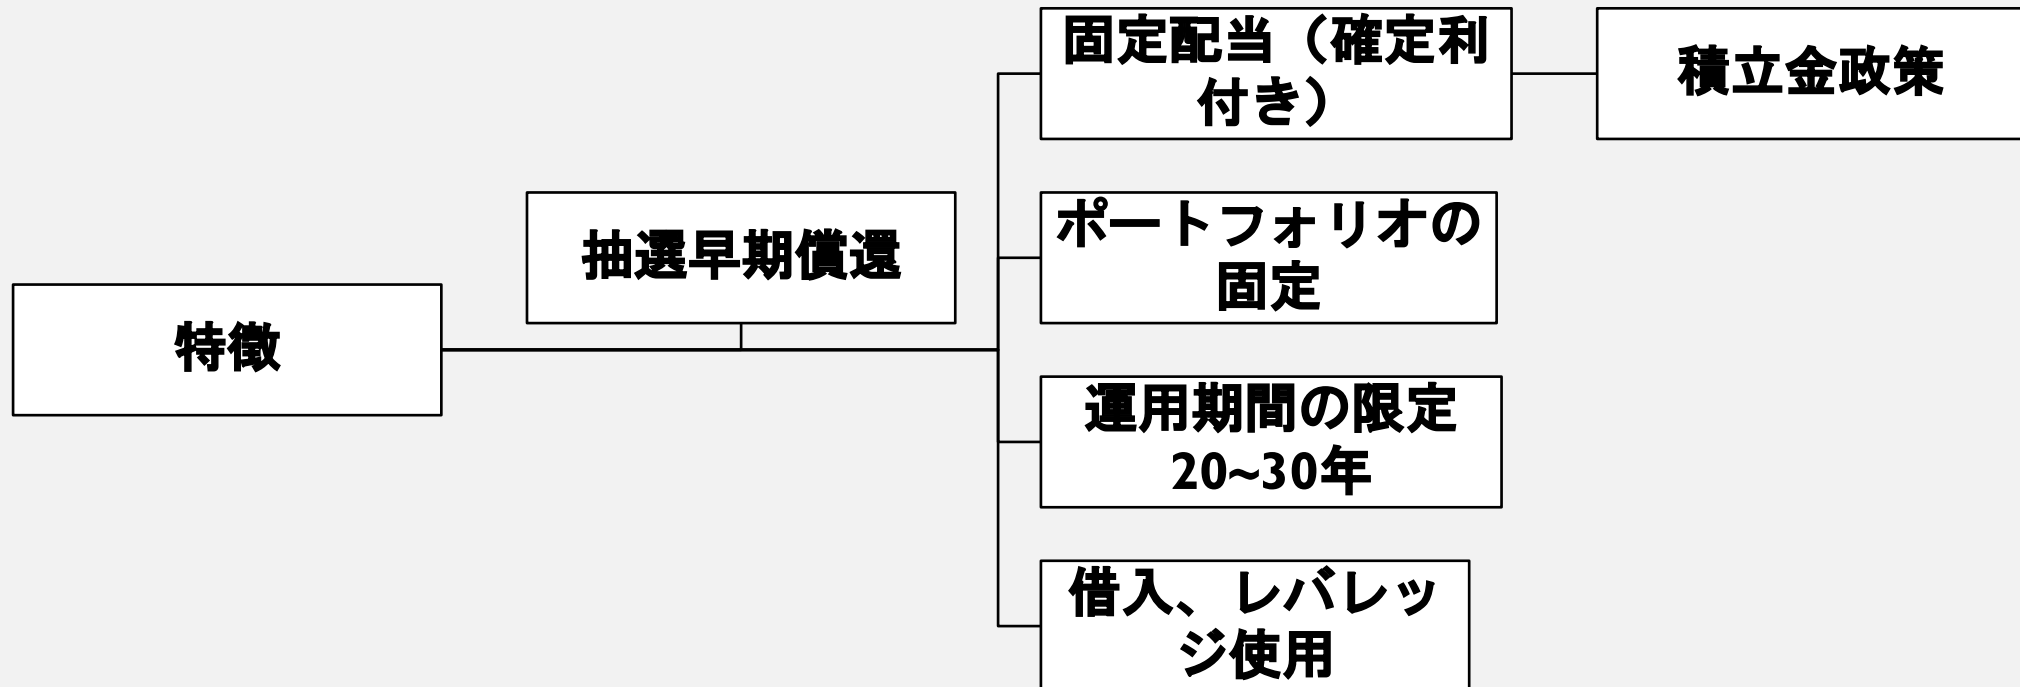 特徴
抽選早期償還
固定配当（確定利
付き）
積立金政策
ポートフォリオの
固定
運用期間の限定
20~30年
借入、レバレッ
ジ使用